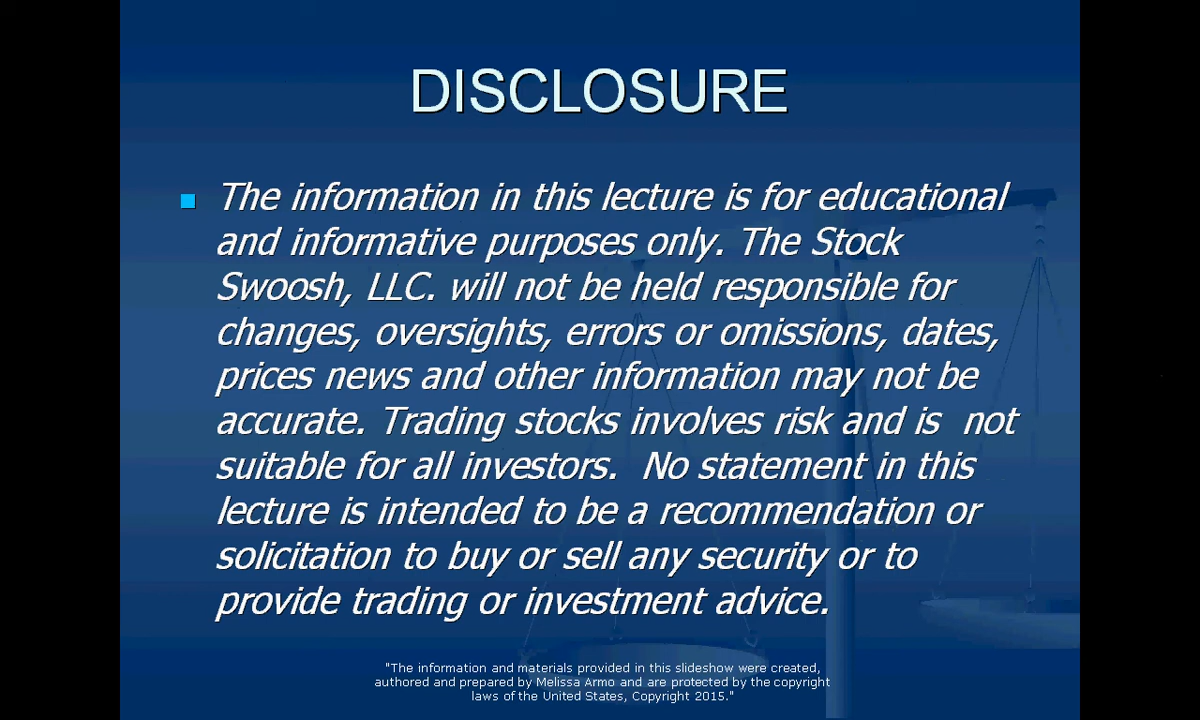 DISCLOSURE
The information in this lecture is for educational
and informative purposes only. The Stock
Swoosh, LLC. will not be held responsible for
changes, oversights, errors or omissions, dates,
prices news and other information may not be
accurate. Trading stocks involves risk and is  not
suitable for all investors.  No statement in this
lecture is intended to be a recommendation or
solicitation to buy or sell any security or to
provide trading or investment advice.
"The information and materials provided in this slideshow were created,
authored and prepared by Melissa Armo and are protected by the copyright
laws of the United States, Copyright 2015."